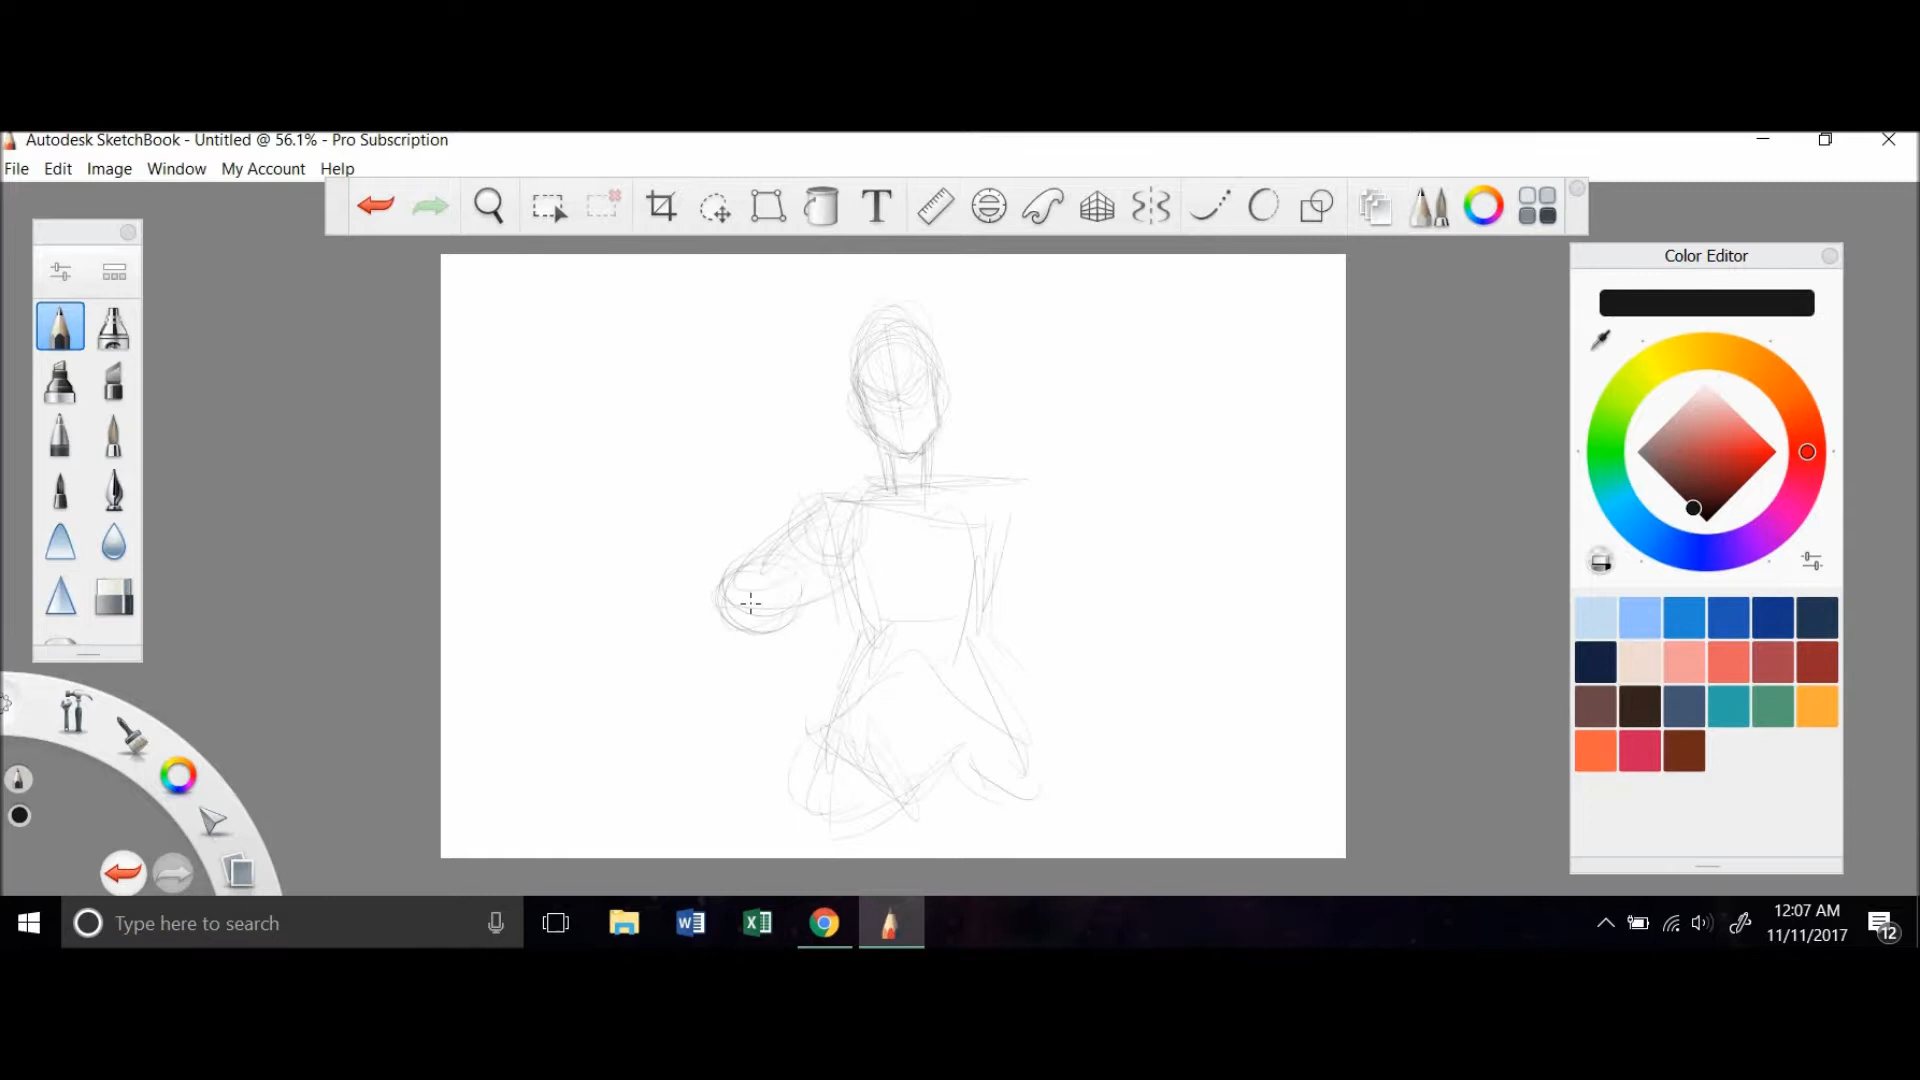 Autodesk SketchBook - Untitled @ 56.1% - Pro Subscription
File Edit Image Window My Account Help
T
Color Editor
Type here to search
12:07 AM
11/11/2017
12